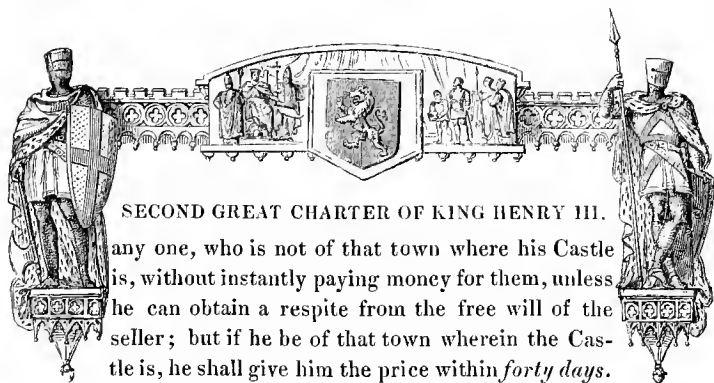 SECOND GREAT CHARTER OF KING HENRY III.
any one, who is not of that town where his Castle
is, without instantly paying money for them, unless
he can obtain a respite from the free will of the
seller; but if he be of that town wherein the Cas-
tle is, he shall give him the price within forty days.